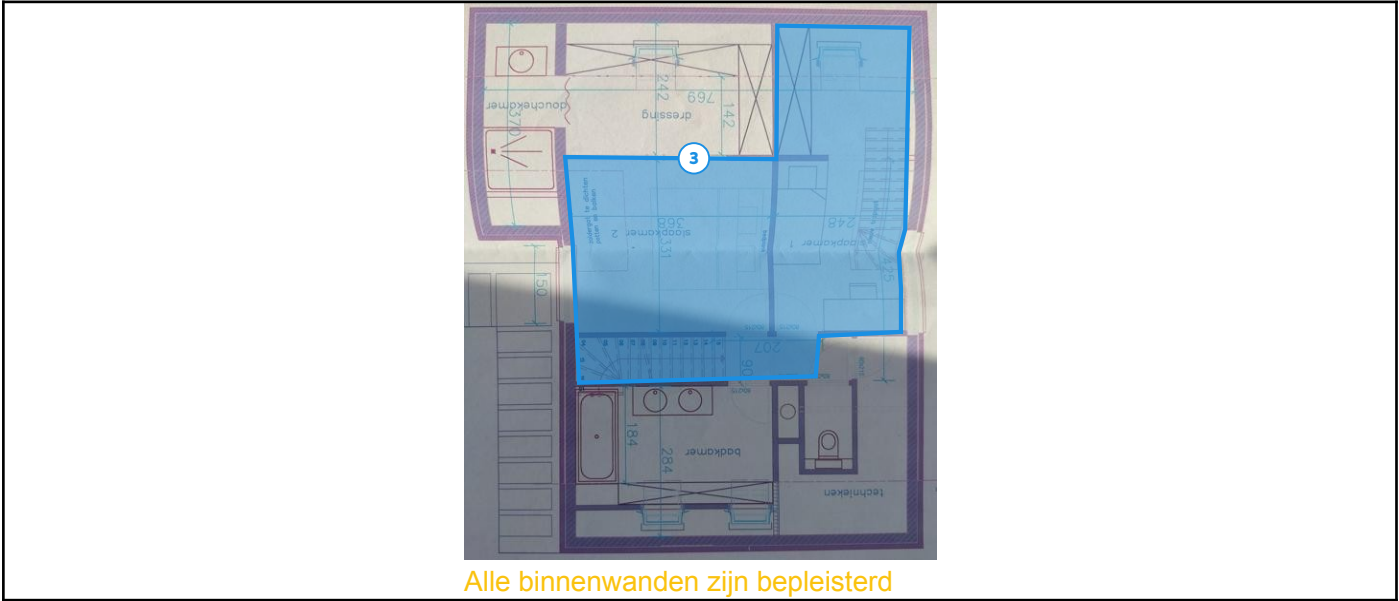 douchekamer
370
242
769
142
dressing
3
368
slaapkamer 2
331
248
slaapkamer 1
425
150
207
90
184
284
badkamer
technieken
Alle binnenwanden zijn bepleisterd